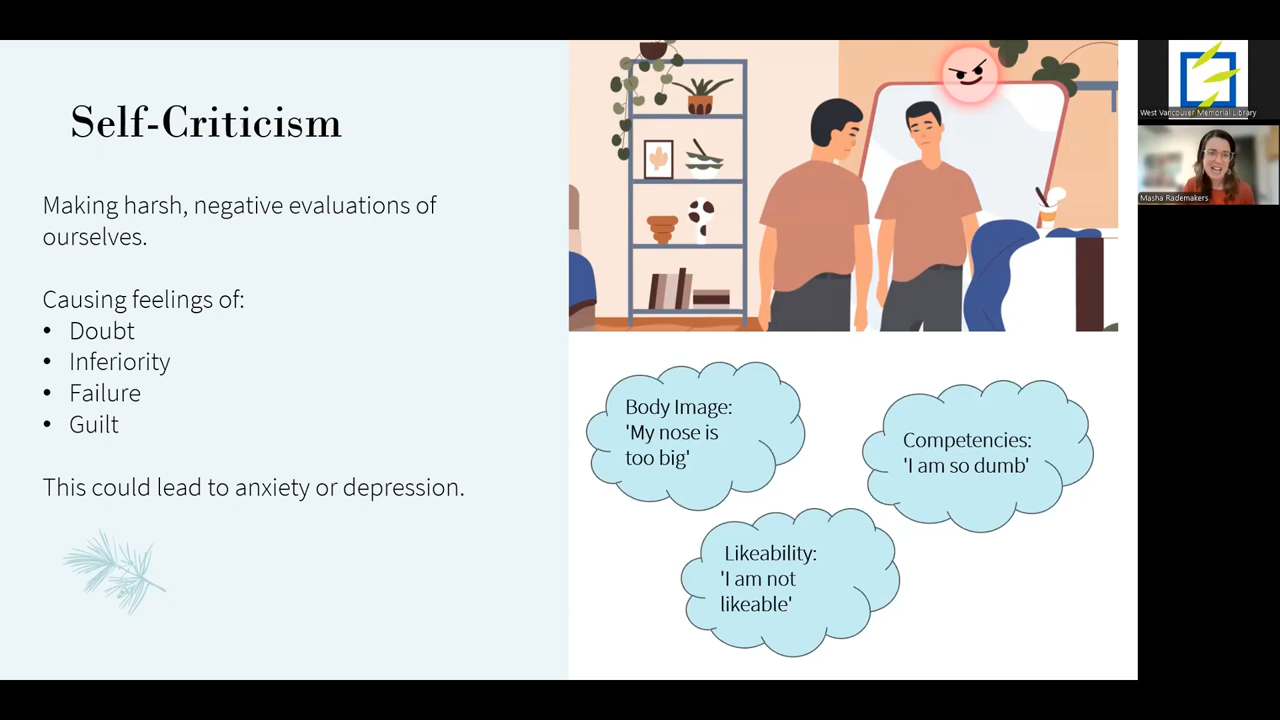 Self-Criticism
Making harsh, negative evaluations of
ourselves.
Causing feelings of:
• Doubt
• Inferiority
• Failure
• Guilt
This could lead to anxiety or depression.
Body Image:
'My nose is
too big'
Competencies:
'I am so dumb'
Likeability:
'I am not
likeable'
West Vancouver Memorial Library
Masha Rademakers